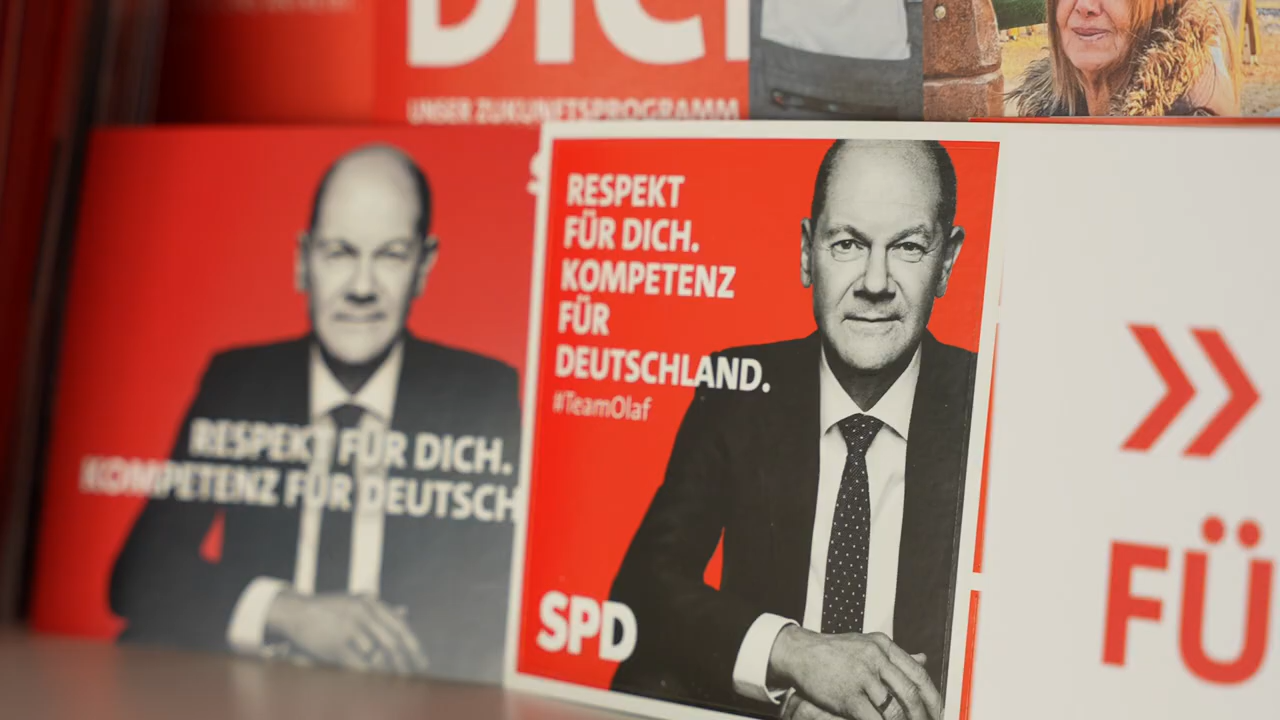 DICH
UNSER ZUKUNFTSPROGRAMM
RESPEKT FÜR DICH.
KOMPETENZ FÜR DEUTSCH
RESPEKT
FÜR DICH.
KOMPETENZ
FÜR
DEUTSCHLAND.
#TeamOlaf
SPD
»
FÜ